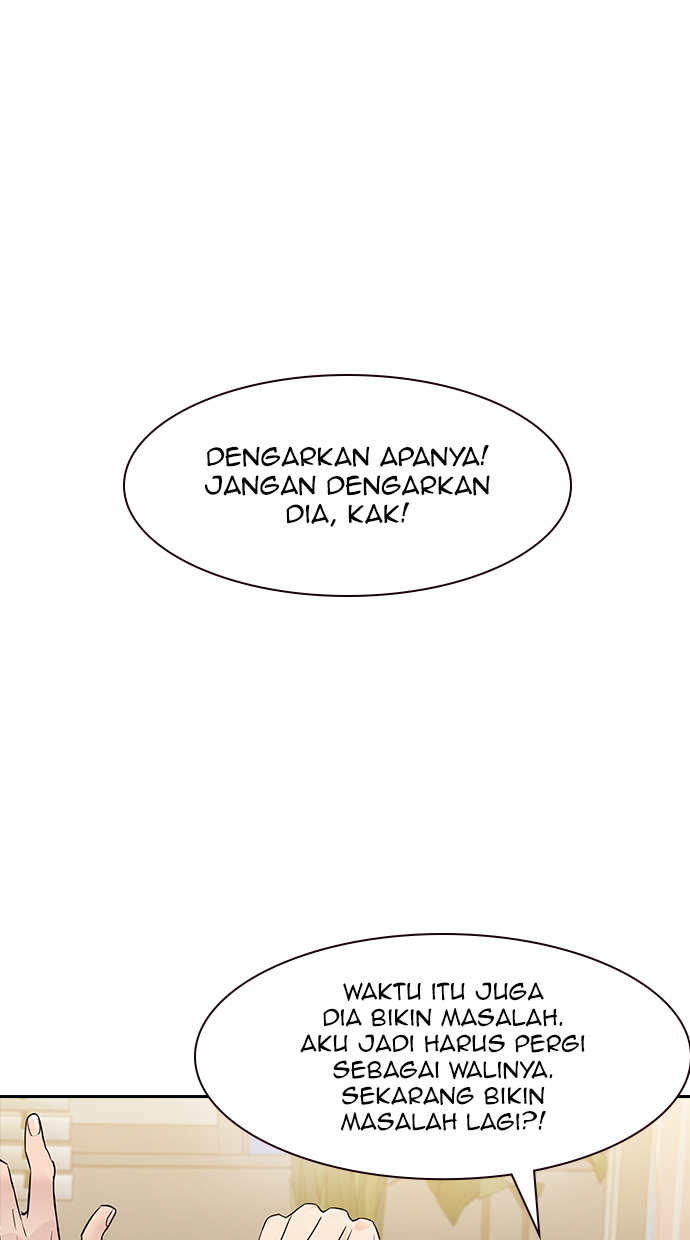 DENGARKAN APANYA!
JANGAN DENGARKAN
DIA, KAK!
WAKTU ITU JUGA
DIA BIKIN MASALAH.
AKU JADI HARUS PERGI
SEBAGAI WALINYA.
SEKARANG BIKIN
MASALAH LAGI?!